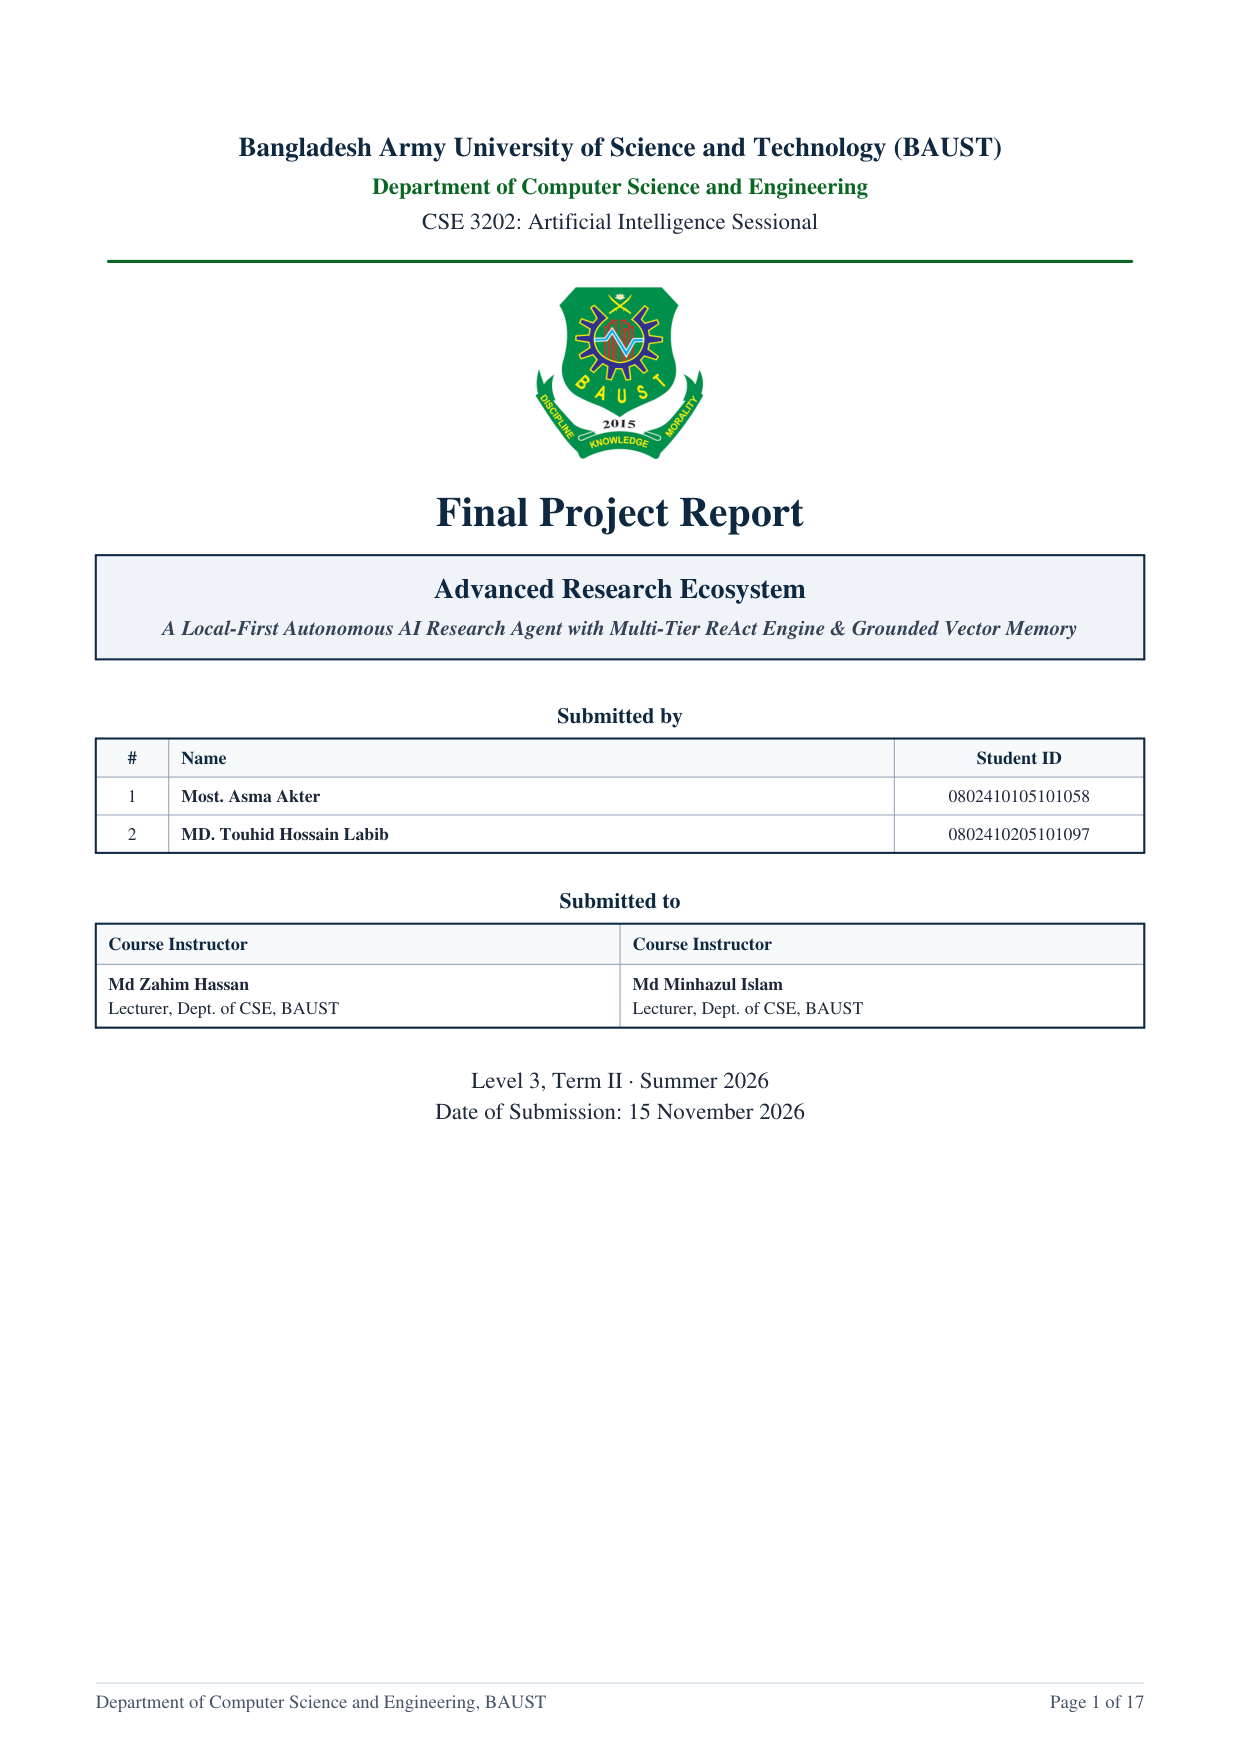 Bangladesh Army University of Science and Technology (BAUST)
Department of Computer Science and Engineering
CSE 3202: Artificial Intelligence Sessional
B A U S T
2015
DISCIPLINE
KNOWLEDGE
MORALITY
Final Project Report
Advanced Research Ecosystem
A Local-First Autonomous AI Research Agent with Multi-Tier ReAct Engine & Grounded Vector Memory
Submitted by
# Name Student ID
1 Most. Asma Akter 0802410105101058
2 MD. Touhid Hossain Labib 0802410205101097
Submitted to
Course Instructor Course Instructor
Md Zahim Hassan Md Minhazul Islam
Lecturer, Dept. of CSE, BAUST Lecturer, Dept. of CSE, BAUST
Level 3, Term II · Summer 2026
Date of Submission: 15 November 2026
Department of Computer Science and Engineering, BAUST Page 1 of 17